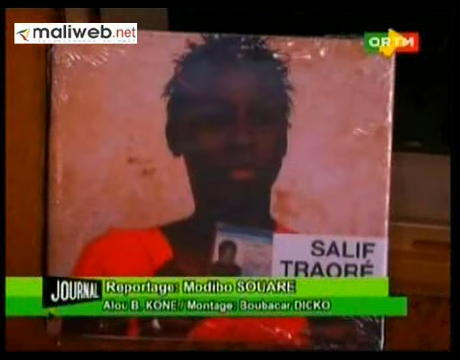 maliweb.net
ORTM
SALIF
TRAORÉ
JOURNAL
Reportage: Modibo SOUARE
Alou B. KONE / Montage: Boubacar DICKO